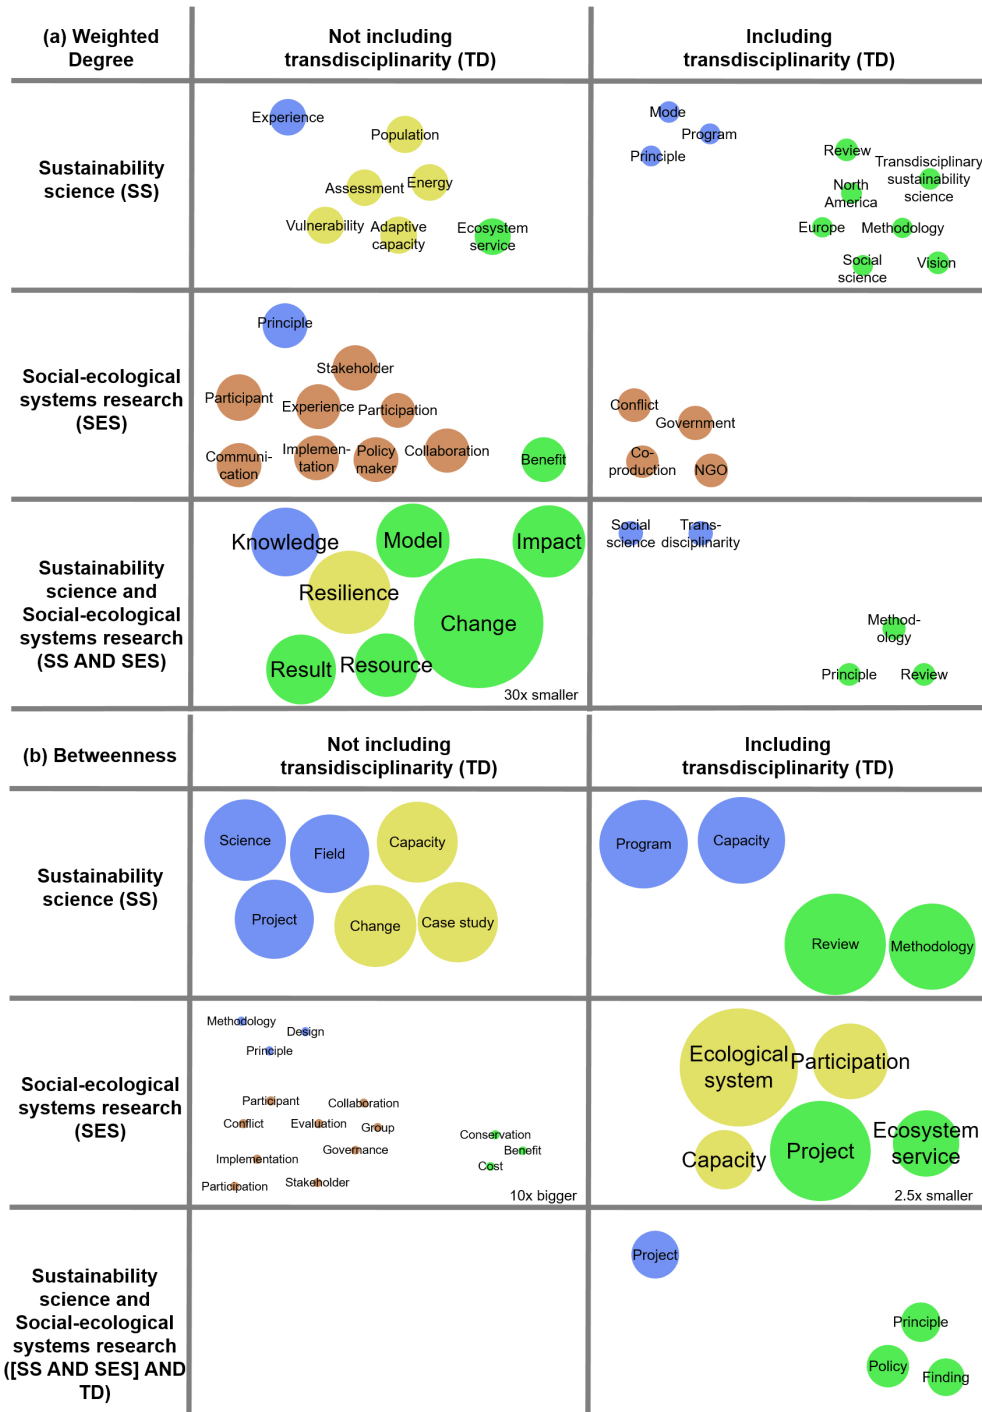 (a) Weighted
Degree
Not including
transdisciplinarity (TD)
Including
transdisciplinarity (TD)
Sustainability
science (SS)
Experience
Population
Assessment
Energy
Vulnerability
Adaptive
capacity
Ecosystem
service
Mode
Program
Principle
Review
Transdisciplinary
sustainability
science
North
America
Europe
Methodology
Social
science
Vision
Social-ecological
systems research
(SES)
Principle
Stakeholder
Participant
Experience
Participation
Communi-
cation
Implemen-
tation
Policy
maker
Collaboration
Benefit
Conflict
Government
Co-
production
NGO
Sustainability
science and
Social-ecological
systems research
(SS AND SES)
Knowledge
Model
Impact
Resilience
Change
Result
Resource
30x smaller
Social
science
Trans-
disciplinarity
Method-
ology
Principle
Review
(b) Betweenness
Not including
transidisciplinarity (TD)
Including
transdisciplinarity (TD)
Sustainability
science (SS)
Science
Field
Capacity
Project
Change
Case study
Program
Capacity
Review
Methodology
Social-ecological
systems research
(SES)
Methodology
Design
Principle
Participant
Collaboration
Conflict
Evaluation
Group
Implementation
Governance
Participation
Stakeholder
Conservation
Benefit
Cost
10x bigger
Ecological
system
Participation
Capacity
Project
Ecosystem
service
2.5x smaller
Sustainability
science and
Social-ecological
systems research
([SS AND SES] AND
TD)
Project
Principle
Policy
Finding